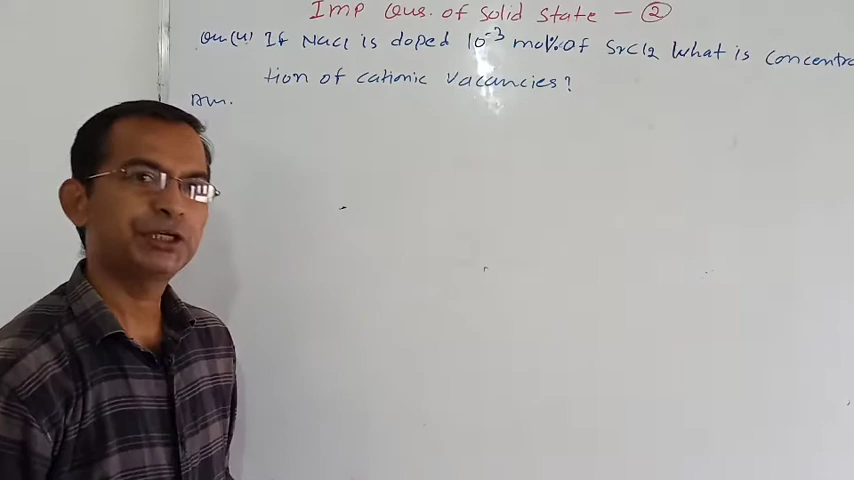 Imp Qus. of Solid State - 2
Qu(4) If NaCl is doped 10⁻³ mol% of SrCl2 What is concentra
tion of cationic vacancies?
Ans.